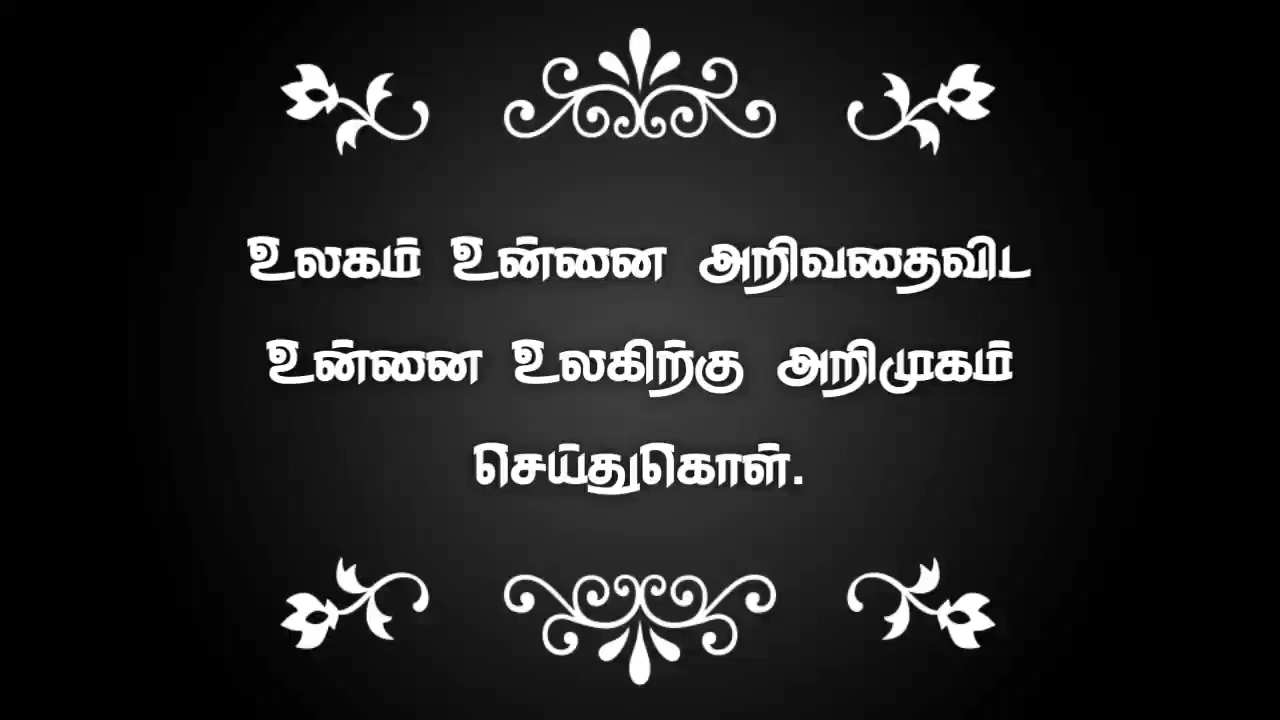 உலகம் உன்னை அறிவதைவிட
உன்னை உலகிற்கு அறிமுகம்
செய்துகொள்.